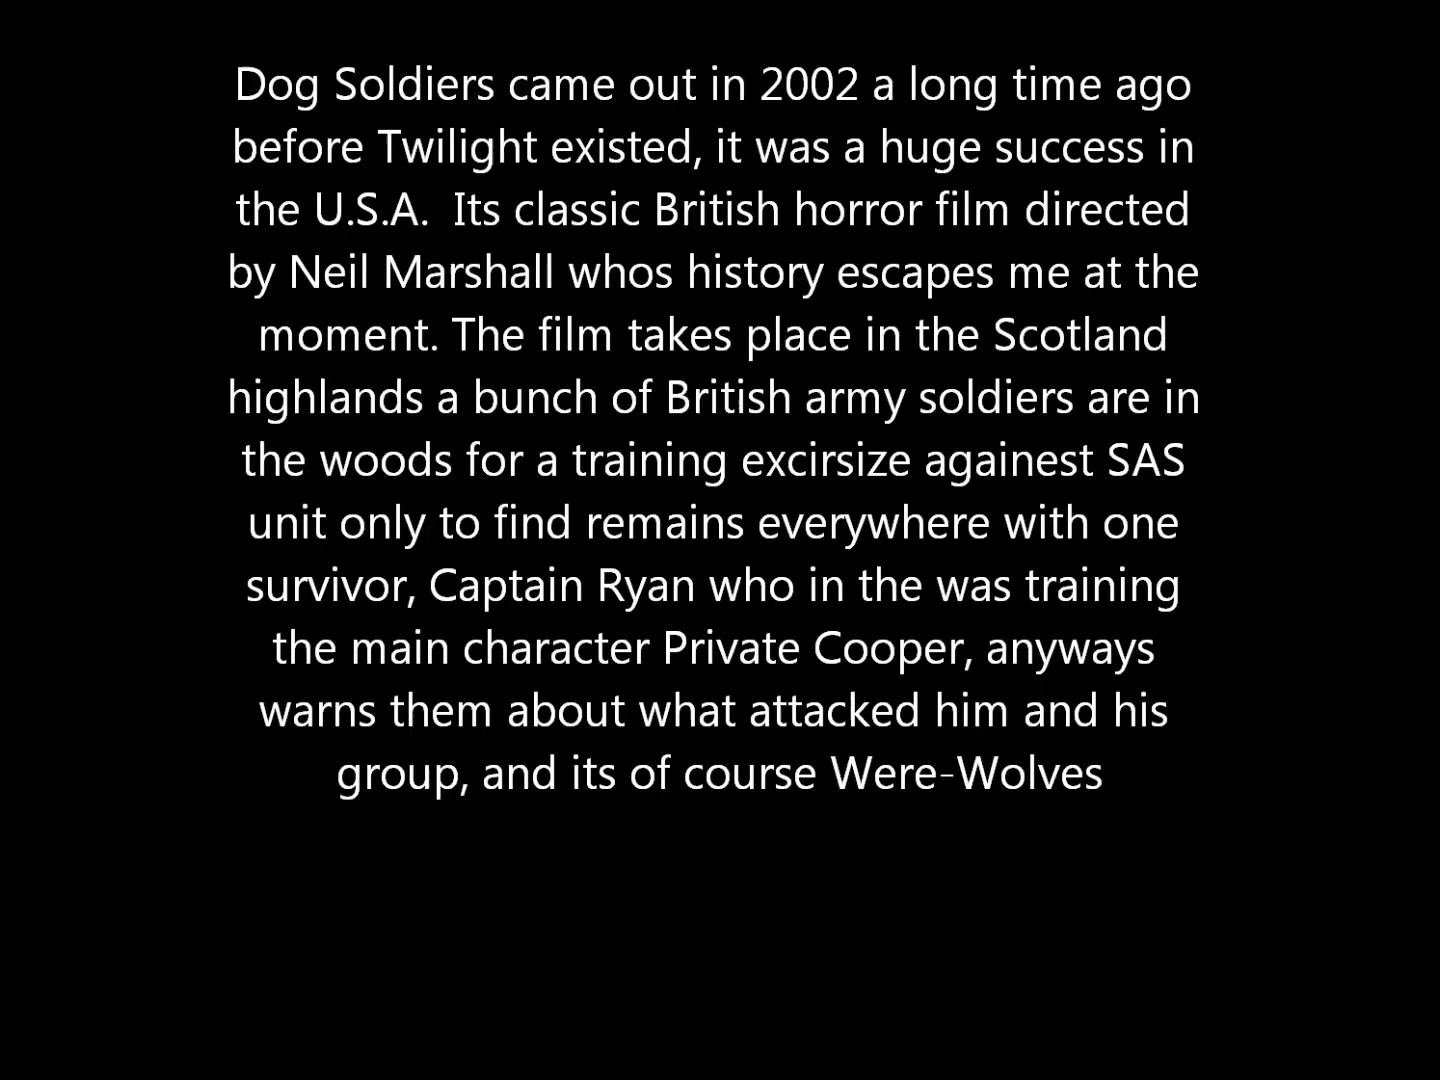 Dog Soldiers came out in 2002 a long time ago
before Twilight existed, it was a huge success in
the U.S.A.  Its classic British horror film directed
by Neil Marshall whos history escapes me at the
moment. The film takes place in the Scotland
highlands a bunch of British army soldiers are in
the woods for a training excirsize againest SAS
unit only to find remains everywhere with one
survivor, Captain Ryan who in the was training
the main character Private Cooper, anyways
warns them about what attacked him and his
group, and its of course Were-Wolves